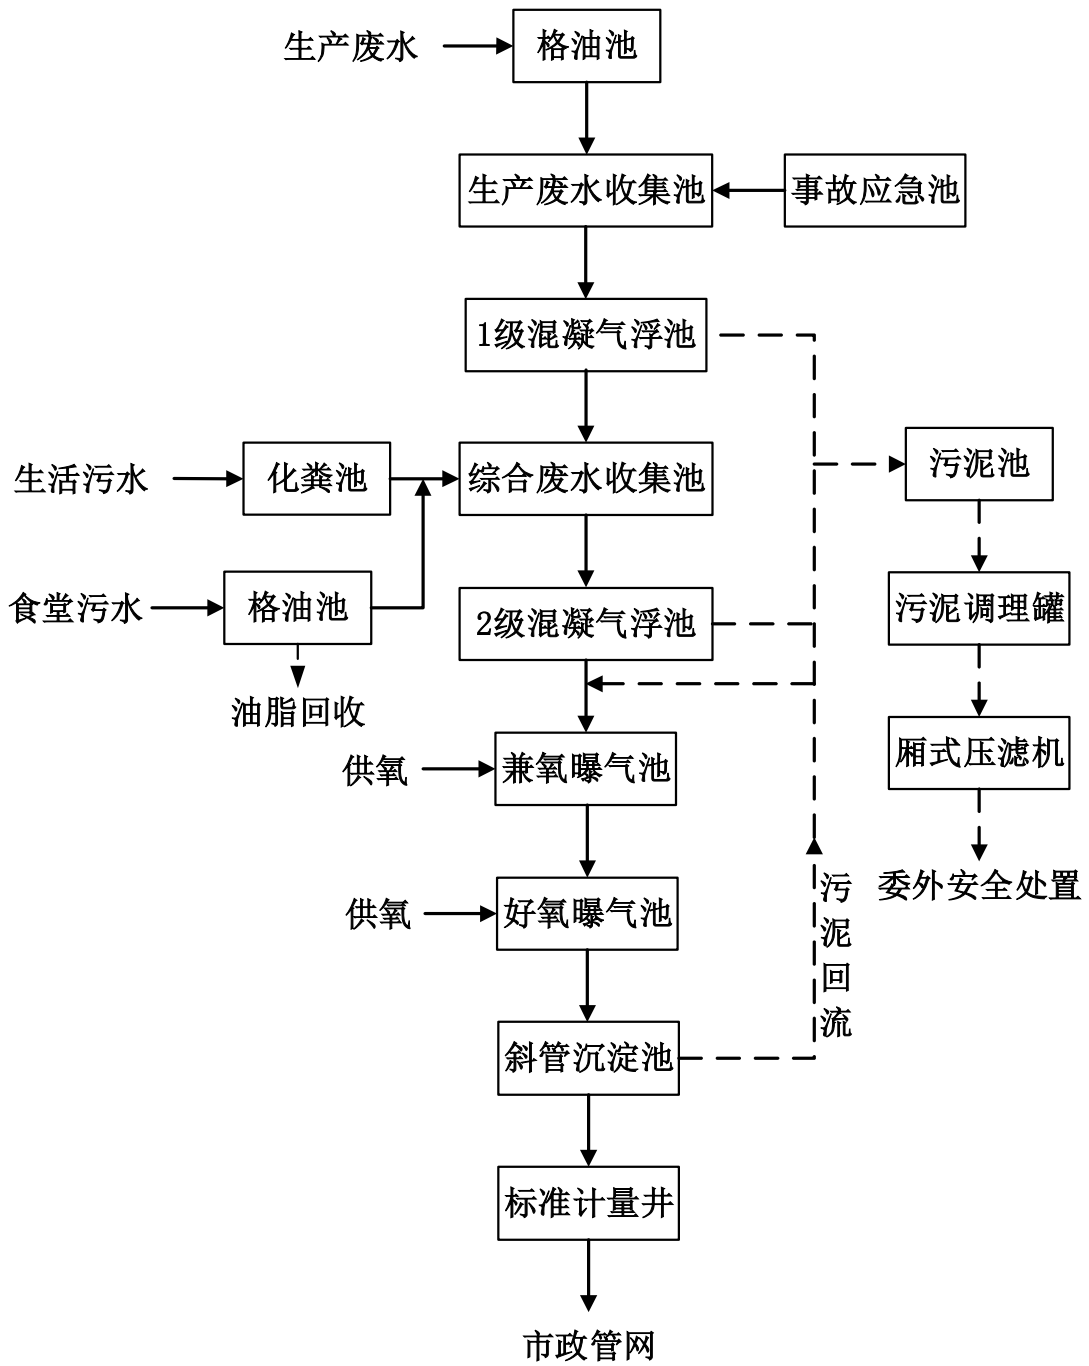 生产废水
格油池
生产废水收集池
事故应急池
1级混凝气浮池
生活污水
化粪池
综合废水收集池
污泥池
食堂污水
格油池
2级混凝气浮池
污泥调理罐
油脂回收
供氧
兼氧曝气池
厢式压滤机
供氧
好氧曝气池
污泥回流
委外安全处置
斜管沉淀池
标准计量井
市政管网